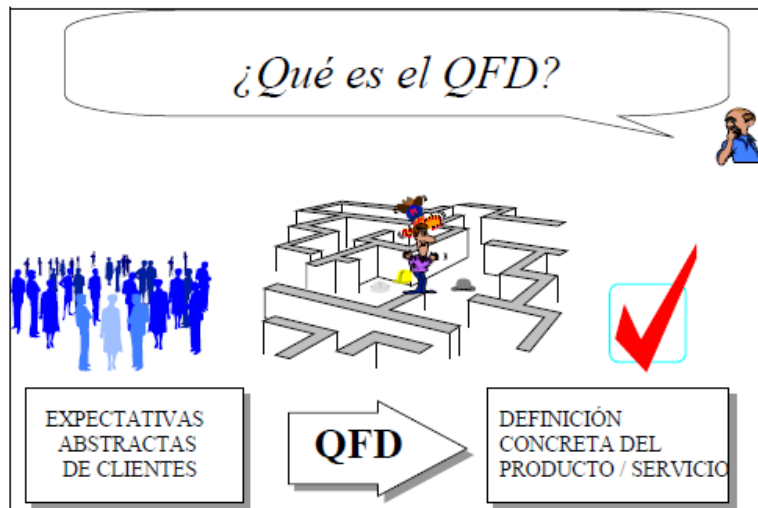 ¿Qué es el QFD?
EXPECTATIVAS
ABSTRACTAS
DE CLIENTES
QFD
DEFINICIÓN
CONCRETA DEL
PRODUCTO / SERVICIO